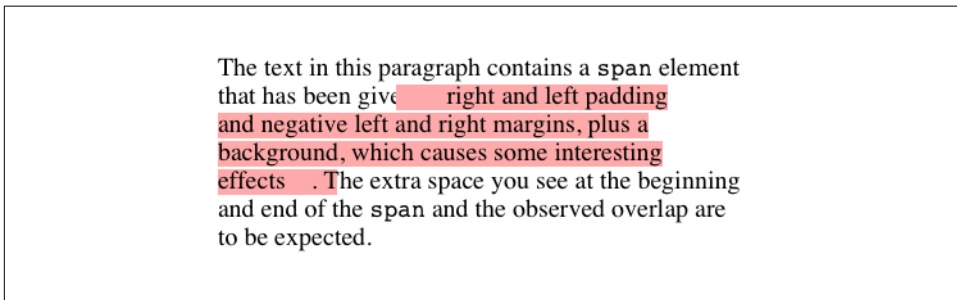 The text in this paragraph contains a span element
that has been give right and left padding
and negative left and right margins, plus a
background, which causes some interesting
effects . The extra space you see at the beginning
and end of the span and the observed overlap are
to be expected.